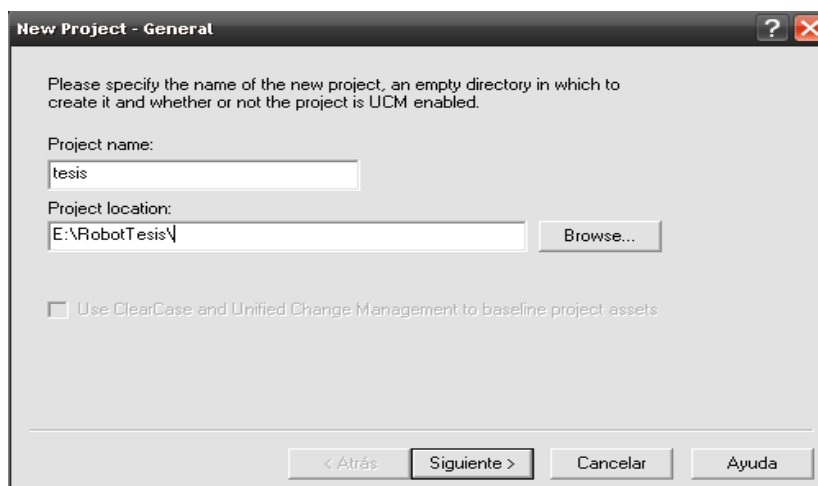 New Project - General
Please specify the name of the new project, an empty directory in which to
create it and whether or not the project is UCM enabled.
Project name:
tesis
Project location:
E:\RobotTesis\
Browse...
Use ClearCase and Unified Change Management to baseline project assets
< Atrás Siguiente > Cancelar Ayuda